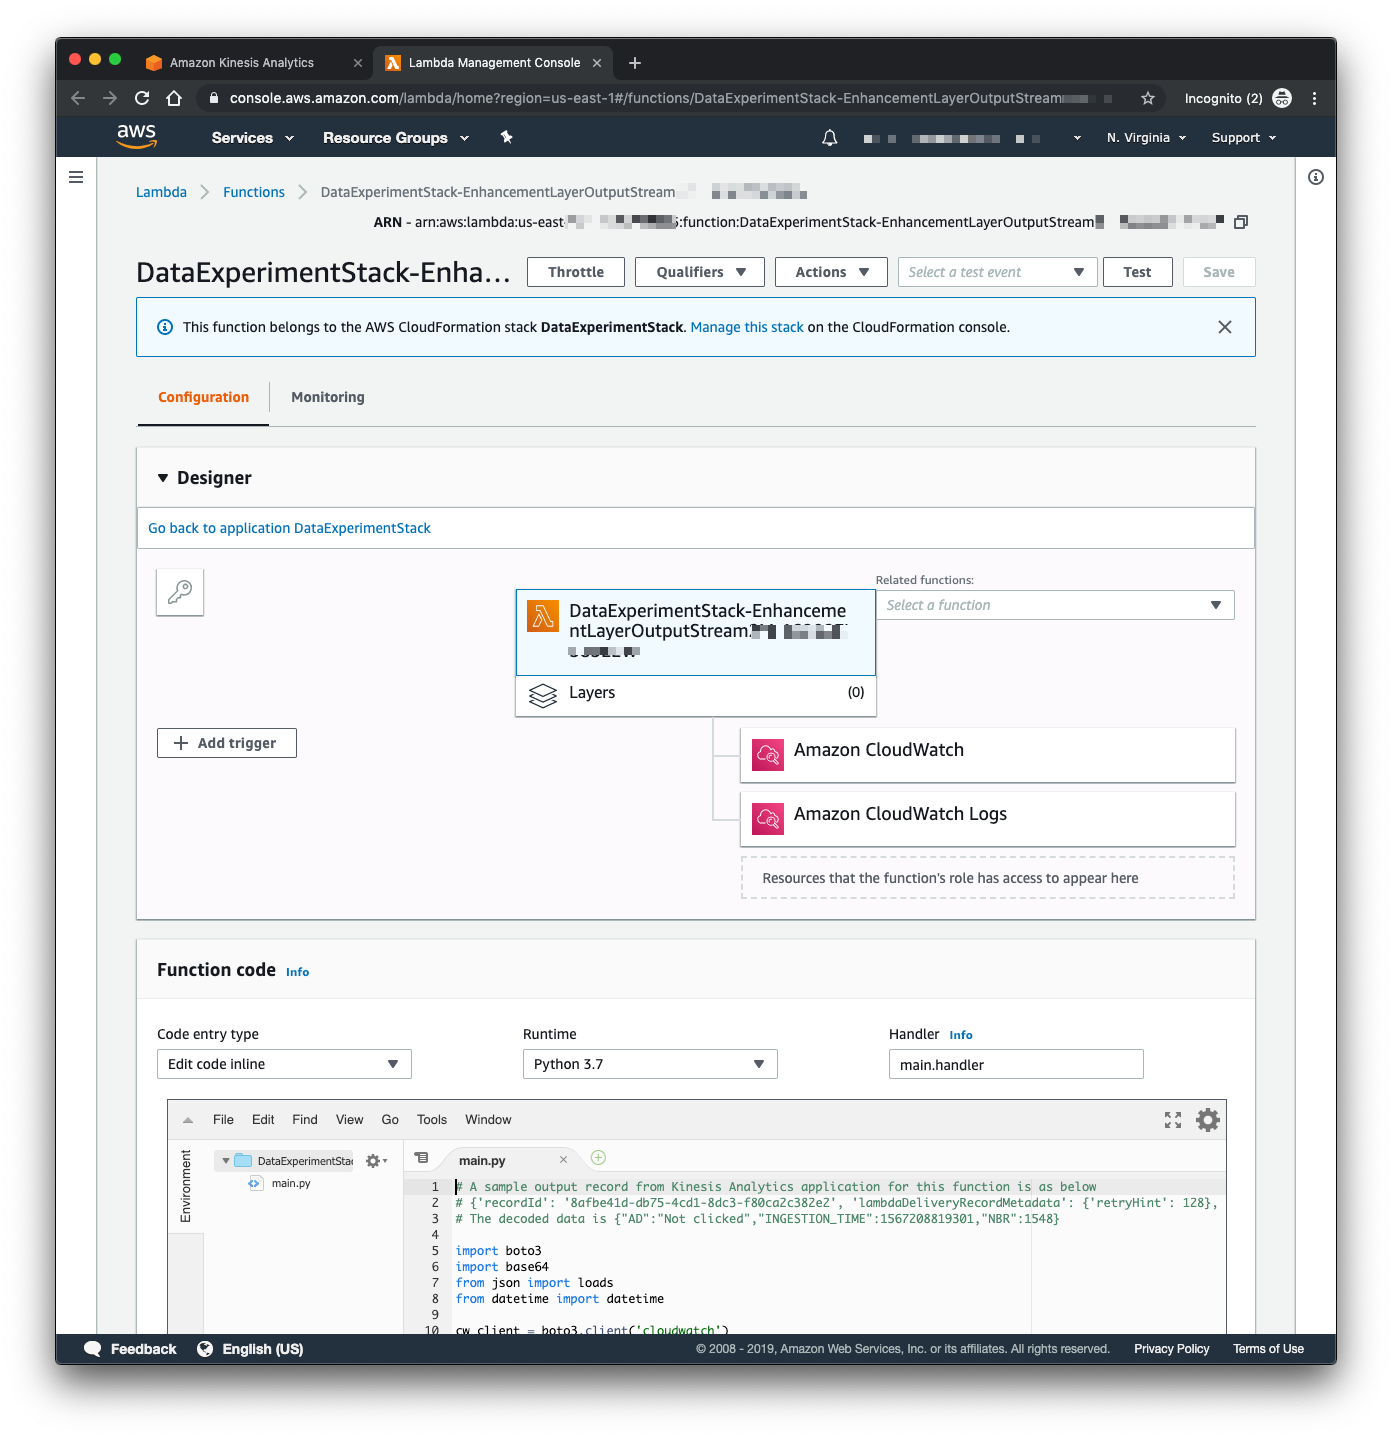 Amazon Kinesis Analytics
Lambda Management Console
console.aws.amazon.com/lambda/home?region=us-east-1#/functions/DataExperimentStack-EnhancementLayerOutputStream
Incognito (2)
aws Services Resource Groups N. Virginia Support
Lambda Functions DataExperimentStack-EnhancementLayerOutputStream
ARN - arn:aws:lambda:us-east :function:DataExperimentStack-EnhancementLayerOutputStream
DataExperimentStack-Enha... Throttle Qualifiers Actions Select a test event Test Save
This function belongs to the AWS CloudFormation stack DataExperimentStack. Manage this stack on the CloudFormation console.
Configuration Monitoring
Designer
Go back to application DataExperimentStack
Related functions:
Select a function
DataExperimentStack-Enhanceme
ntLayerOutputStream
Layers (0)
Add trigger
Amazon CloudWatch
Amazon CloudWatch Logs
Resources that the function's role has access to appear here
Function code Info
Code entry type Runtime Handler Info
Edit code inline Python 3.7 main.handler
File Edit Find View Go Tools Window
Environment
DataExperimentStac
main.py
main.py
1 # A sample output record from Kinesis Analytics application for this function is as below
2 # {'recordId': '8afbe41d-db75-4cd1-8dc3-f80ca2c382e2', 'lambdaDeliveryRecordMetadata': {'retryHint': 128},
3 # The decoded data is {"AD":"Not clicked","INGESTION_TIME":1567208819301,"NBR":1548}
4
5 import boto3
6 import base64
7 from json import loads
8 from datetime import datetime
9
10 cw_client = boto3.client('cloudwatch')
Feedback English (US) © 2008 - 2019, Amazon Web Services, Inc. or its affiliates. All rights reserved. Privacy Policy Terms of Use